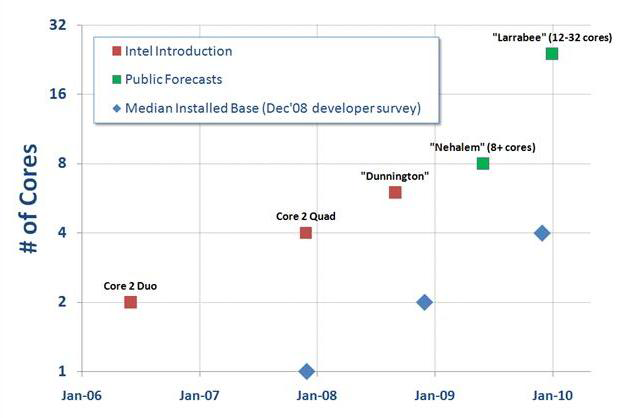 32
"Larrabee" (12-32 cores)
Intel Introduction
Public Forecasts
16
Median Installed Base (Dec'08 developer survey)
"Nehalem" (8+ cores)
8
"Dunnington"
# of Cores
Core 2 Quad
4
Core 2 Duo
2
1
Jan-06 Jan-07 Jan-08 Jan-09 Jan-10